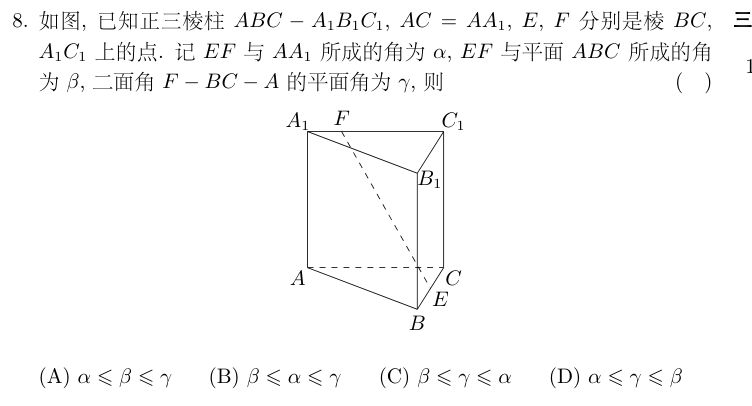 8. 如图, 已知正三棱柱 ABC − A₁B₁C₁, AC = AA₁, E, F 分别是棱 BC, 三
A₁C₁ 上的点. 记 EF 与 AA₁ 所成的角为 α, EF 与平面 ABC 所成的角
1
为 β, 二面角 F − BC − A 的平面角为 γ, 则 ( )
A₁ F C₁
B₁
A C
E
B
(A) α ⩽ β ⩽ γ (B) β ⩽ α ⩽ γ (C) β ⩽ γ ⩽ α (D) α ⩽ γ ⩽ β